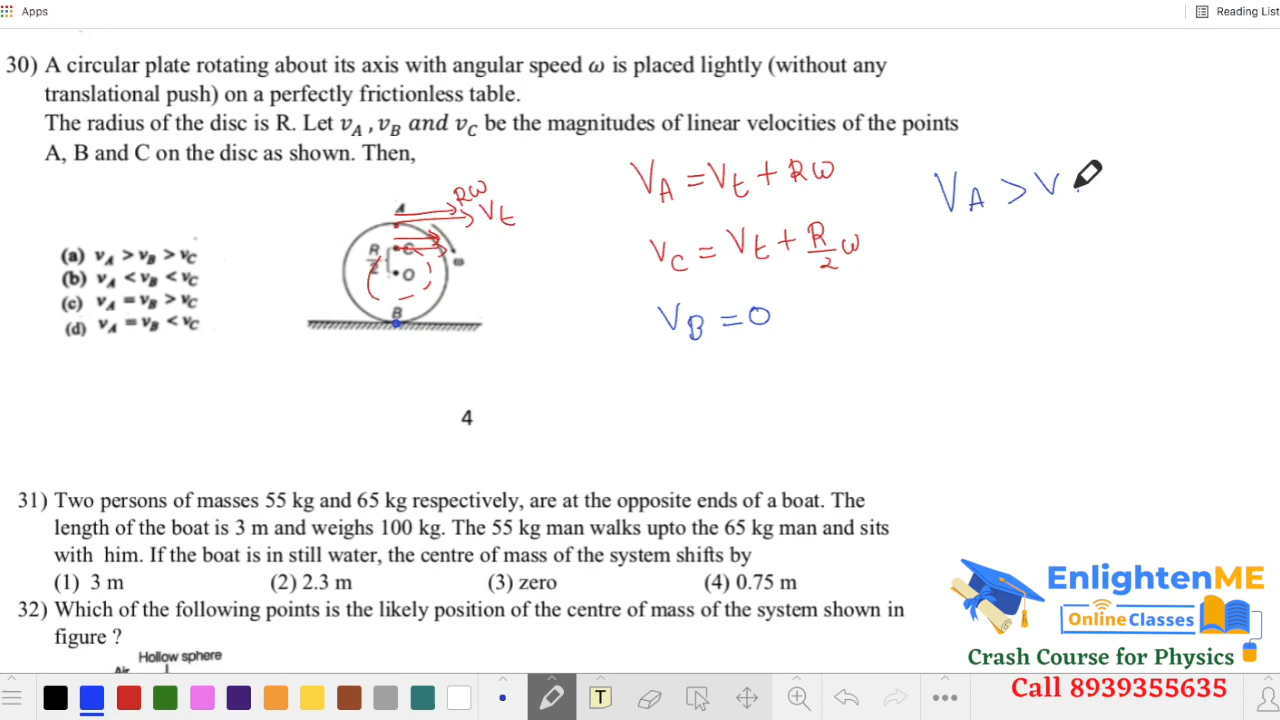 Apps
Reading List
30) A circular plate rotating about its axis with angular speed ω is placed lightly (without any
translational push) on a perfectly frictionless table.
The radius of the disc is R. Let v_A , v_B and v_C be the magnitudes of linear velocities of the points
A, B and C on the disc as shown. Then,
V_A = V_t + Rω
V_A > V
Rω
V_t
A
(a) v_A > v_B > v_C
(b) v_A < v_B < v_C
(c) v_A = v_B > v_C
(d) v_A = v_B < v_C
R/2
C
ω
O
B
V_C = V_t + R/2 ω
V_B = 0
4
31) Two persons of masses 55 kg and 65 kg respectively, are at the opposite ends of a boat. The
length of the boat is 3 m and weighs 100 kg. The 55 kg man walks upto the 65 kg man and sits
with him. If the boat is in still water, the centre of mass of the system shifts by
(1) 3 m (2) 2.3 m (3) zero (4) 0.75 m
32) Which of the following points is the likely position of the centre of mass of the system shown in
figure ?
Hollow sphere
Air
EnlightenME
OnlineClasses
Crash Course for Physics
Call 8939355635
T